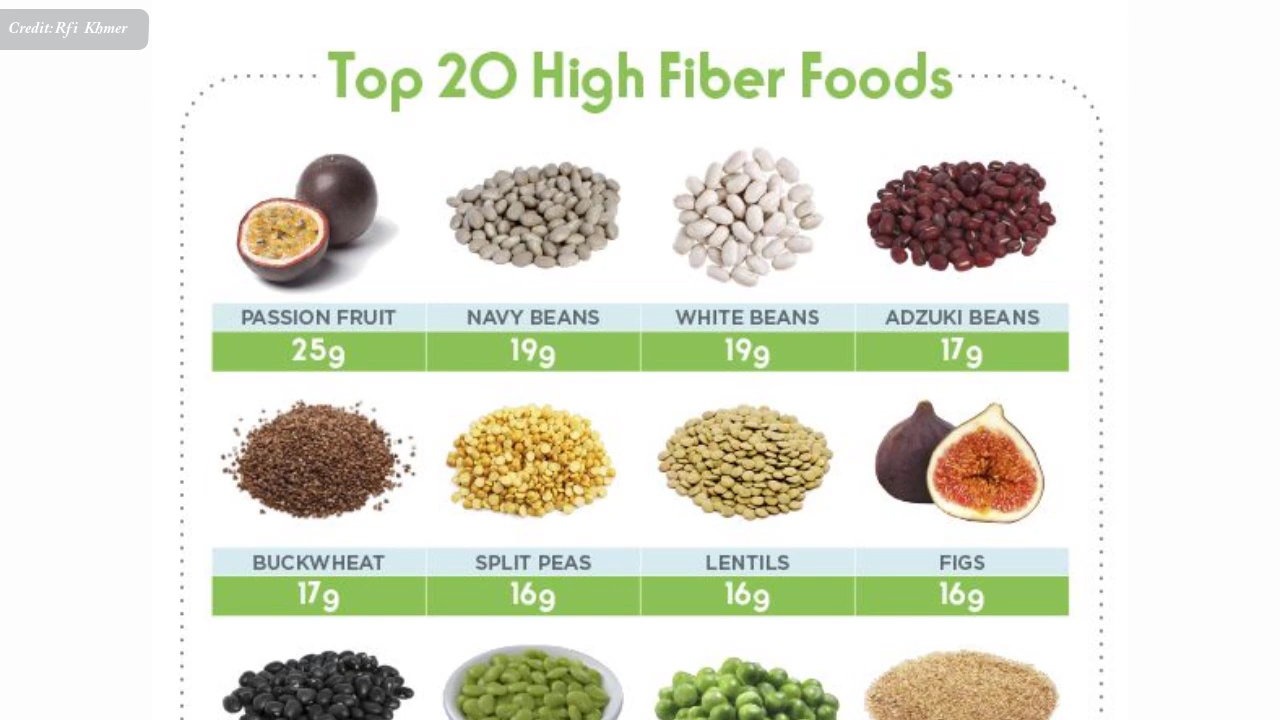 Credit:Rfi Khmer
Top 20 High Fiber Foods
PASSION FRUIT NAVY BEANS WHITE BEANS ADZUKI BEANS
25g 19g 19g 17g
BUCKWHEAT SPLIT PEAS LENTILS FIGS
17g 16g 16g 16g